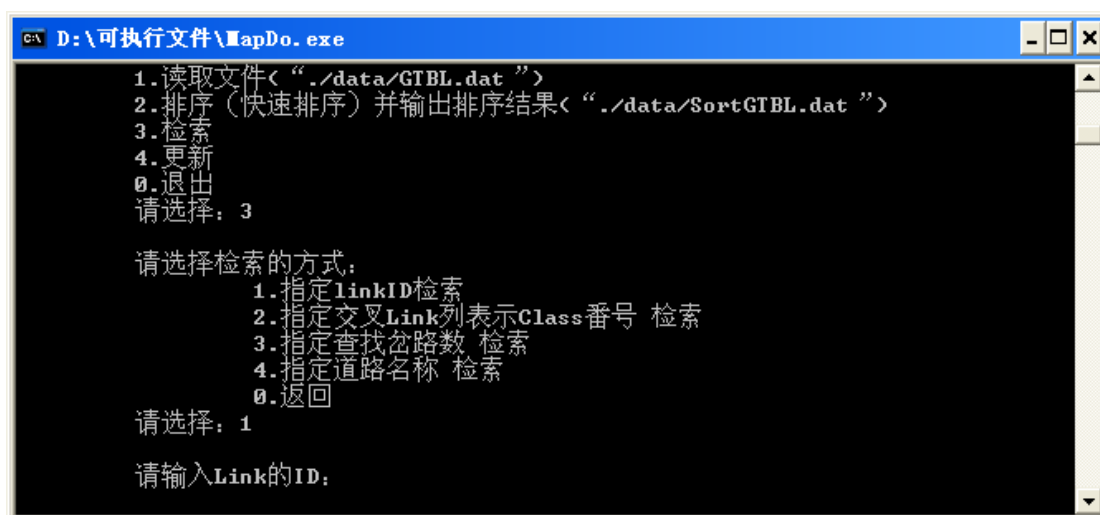 D:\可执行文件\MapDo.exe
1.读取文件(“./data/GTBL.dat ”)
2.排序（快速排序）并输出排序结果(“./data/SortGTBL.dat ”)
3.检索
4.更新
0.退出
请选择：3
请选择检索的方式：
1.指定linkID检索
2.指定交叉Link列表示Class番号 检索
3.指定查找岔路数 检索
4.指定道路名称 检索
0.返回
请选择：1
请输入Link的ID：